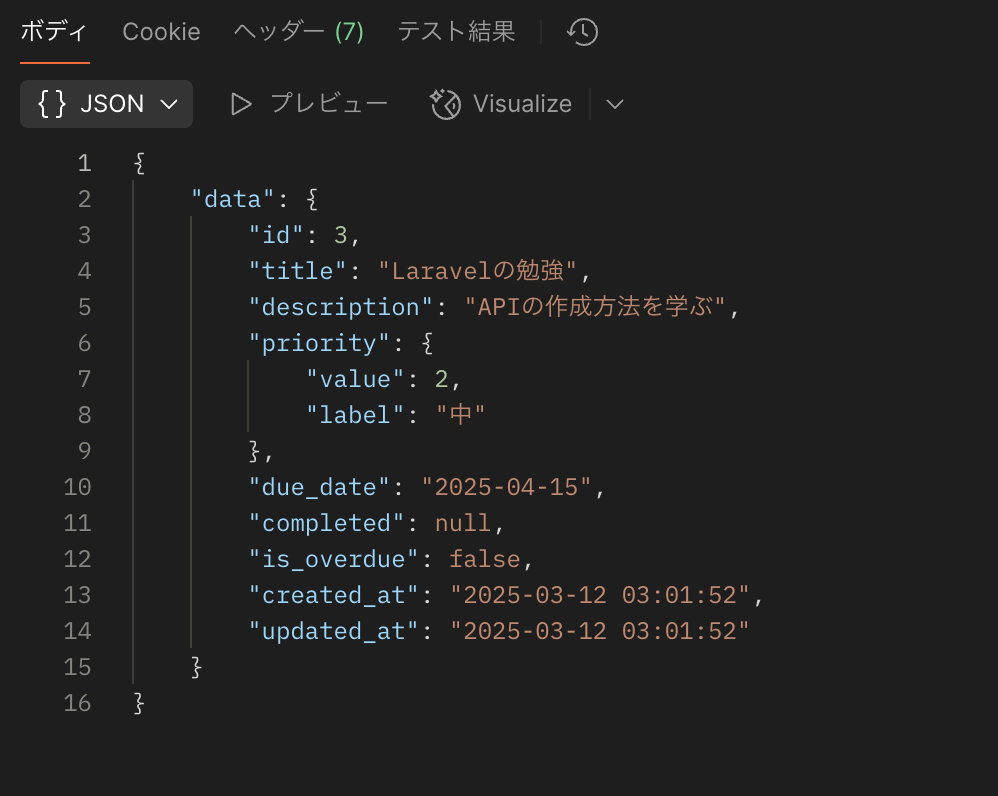 ボディ Cookie ヘッダー (7) テスト結果
{} JSON プレビュー Visualize
1 {
2 "data": {
3 "id": 3,
4 "title": "Laravelの勉強",
5 "description": "APIの作成方法を学ぶ",
6 "priority": {
7 "value": 2,
8 "label": "中"
9 },
10 "due_date": "2025-04-15",
11 "completed": null,
12 "is_overdue": false,
13 "created_at": "2025-03-12 03:01:52",
14 "updated_at": "2025-03-12 03:01:52"
15 }
16 }